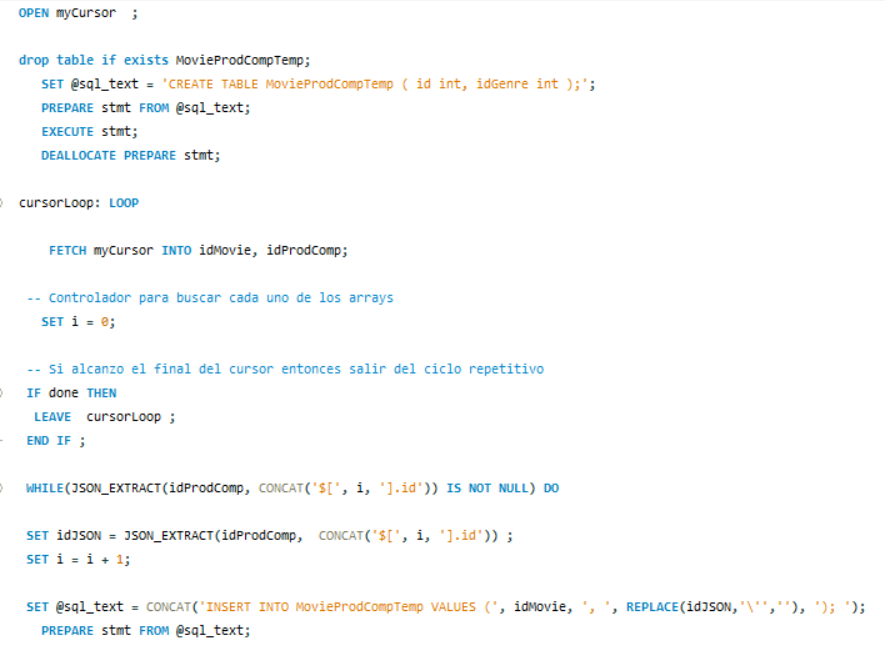 OPEN myCursor  ;
drop table if exists MovieProdCompTemp;
SET @sql_text = 'CREATE TABLE MovieProdCompTemp ( id int, idGenre int );';
PREPARE stmt FROM @sql_text;
EXECUTE stmt;
DEALLOCATE PREPARE stmt;
cursorLoop: LOOP
FETCH myCursor INTO idMovie, idProdComp;
-- Controlador para buscar cada uno de los arrays
SET i = 0;
-- Si alcanzo el final del cursor entonces salir del ciclo repetitivo
IF done THEN
LEAVE  cursorLoop ;
END IF ;
WHILE(JSON_EXTRACT(idProdComp, CONCAT('$[', i, '].id')) IS NOT NULL) DO
SET idJSON = JSON_EXTRACT(idProdComp,  CONCAT('$[', i, '].id')) ;
SET i = i + 1;
SET @sql_text = CONCAT('INSERT INTO MovieProdCompTemp VALUES (', idMovie, ', ', REPLACE(idJSON,'\'',''), '); ');
PREPARE stmt FROM @sql_text;